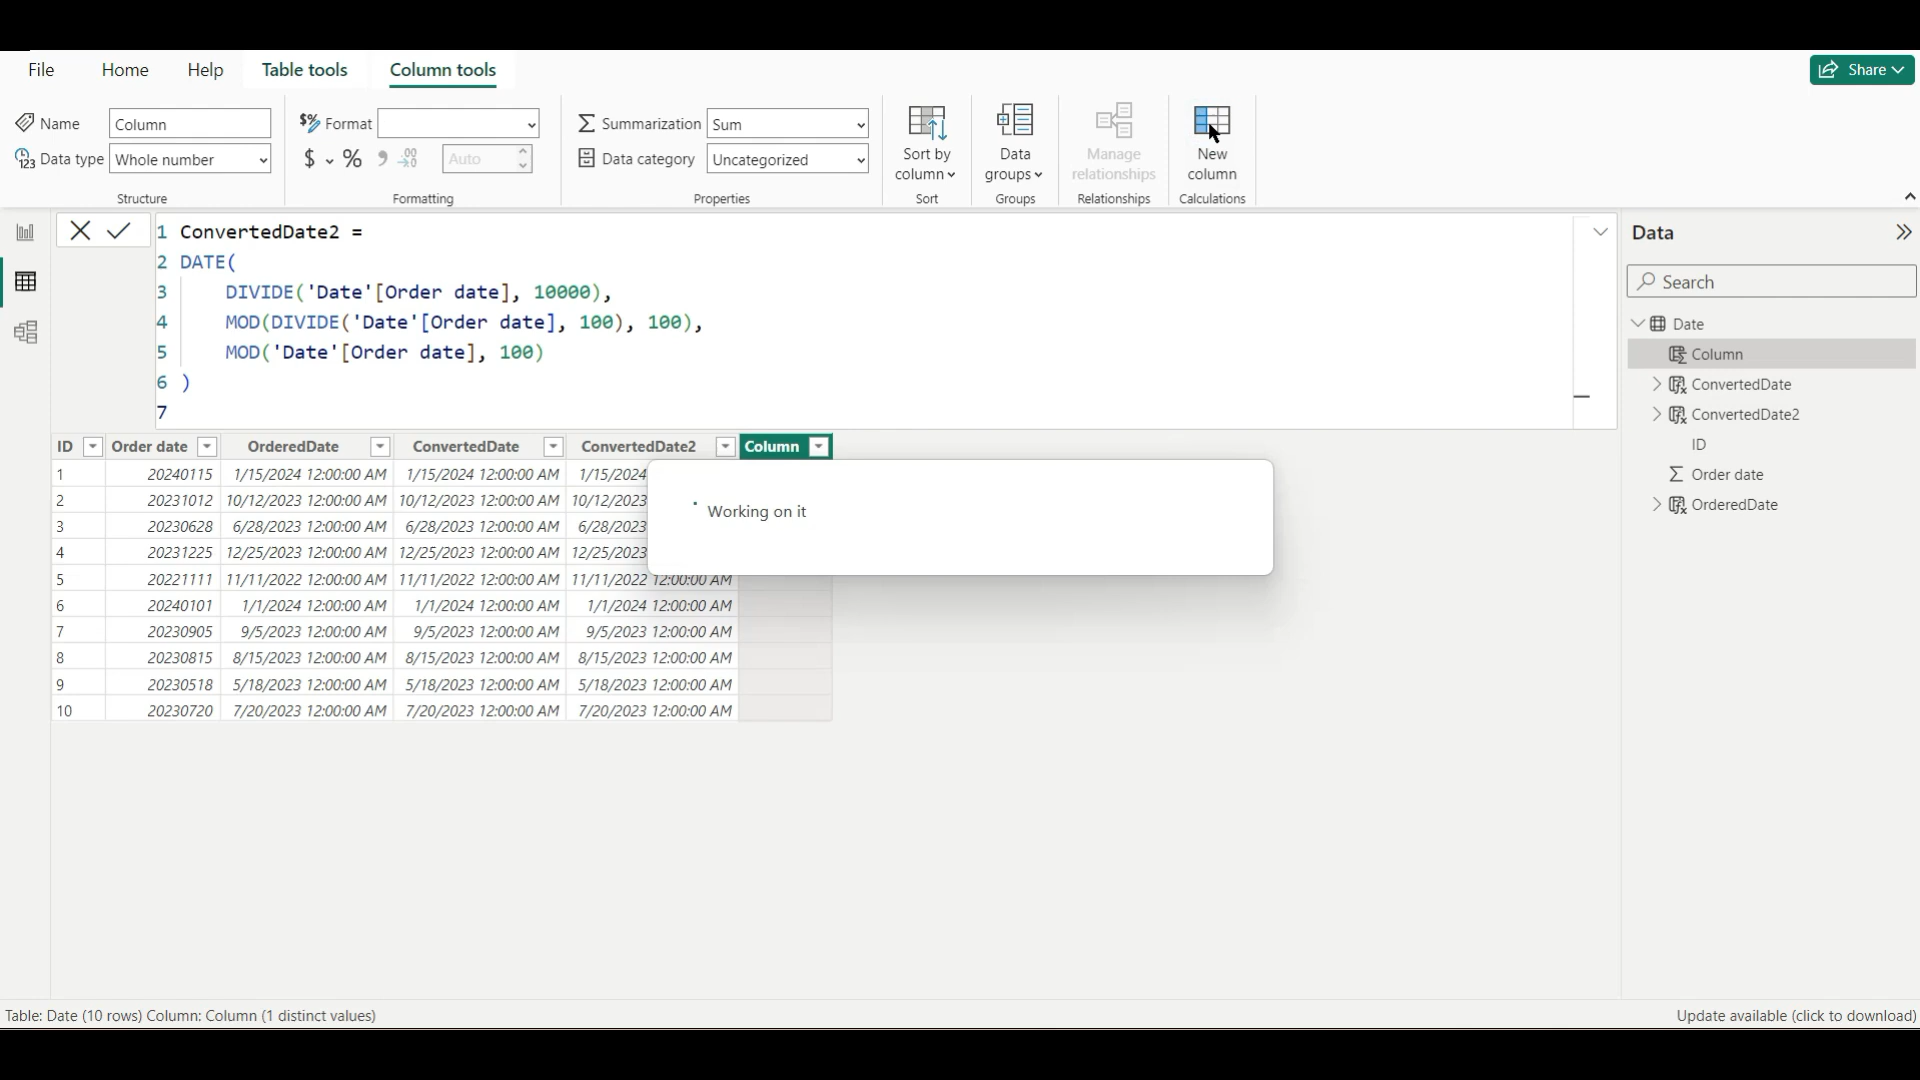 File Home Help Table tools Column tools Share
Name Column Format Summarization Sum Sort by column Data groups Manage relationships New column
Data type Whole number $ % Auto Data category Uncategorized
Structure Formatting Properties Sort Groups Relationships Calculations
1 ConvertedDate2 =
2 DATE(
3 DIVIDE('Date'[Order date], 10000),
4 MOD(DIVIDE('Date'[Order date], 100), 100),
5 MOD('Date'[Order date], 100)
6 )
7
ID Order date OrderedDate ConvertedDate ConvertedDate2 Column
1 20240115 1/15/2024 12:00:00 AM 1/15/2024 12:00:00 AM 1/15/2024
2 20231012 10/12/2023 12:00:00 AM 10/12/2023 12:00:00 AM 10/12/2023
3 20230628 6/28/2023 12:00:00 AM 6/28/2023 12:00:00 AM 6/28/2023
4 20231225 12/25/2023 12:00:00 AM 12/25/2023 12:00:00 AM 12/25/2023
5 20221111 11/11/2022 12:00:00 AM 11/11/2022 12:00:00 AM 11/11/2022 12:00:00 AM
6 20240101 1/1/2024 12:00:00 AM 1/1/2024 12:00:00 AM 1/1/2024 12:00:00 AM
7 20230905 9/5/2023 12:00:00 AM 9/5/2023 12:00:00 AM 9/5/2023 12:00:00 AM
8 20230815 8/15/2023 12:00:00 AM 8/15/2023 12:00:00 AM 8/15/2023 12:00:00 AM
9 20230518 5/18/2023 12:00:00 AM 5/18/2023 12:00:00 AM 5/18/2023 12:00:00 AM
10 20230720 7/20/2023 12:00:00 AM 7/20/2023 12:00:00 AM 7/20/2023 12:00:00 AM
Working on it
Data
Search
Date
Column
ConvertedDate
ConvertedDate2
ID
Order date
OrderedDate
Table: Date (10 rows) Column: Column (1 distinct values)
Update available (click to download)